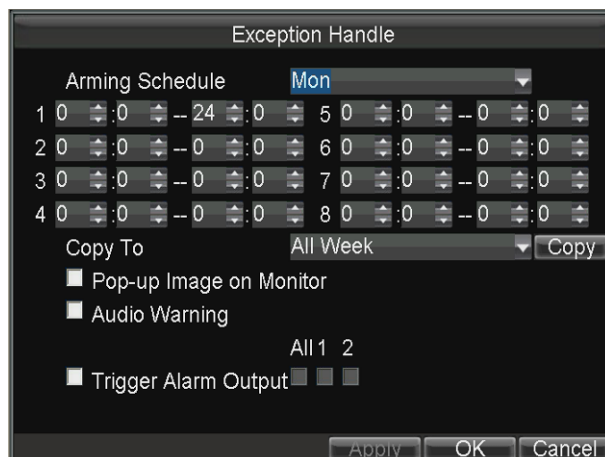 Exception Handle
Arming Schedule Mon
1 0 :0 -- 24 :0 5 0 :0 -- 0 :0
2 0 :0 -- 0 :0 6 0 :0 -- 0 :0
3 0 :0 -- 0 :0 7 0 :0 -- 0 :0
4 0 :0 -- 0 :0 8 0 :0 -- 0 :0
Copy To All Week Copy
Pop-up Image on Monitor
Audio Warning
All 1 2
Trigger Alarm Output
Apply OK Cancel